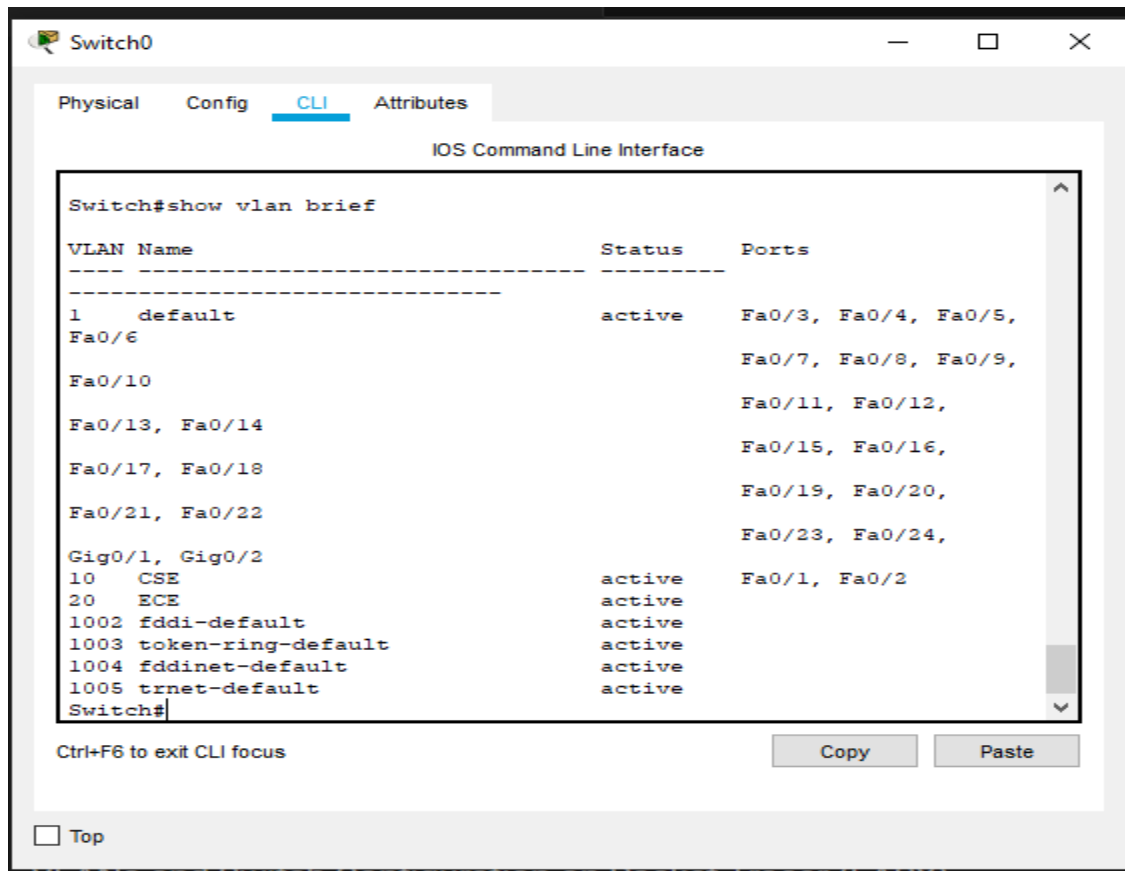 Switch0
Physical Config CLI Attributes
IOS Command Line Interface
Switch#show vlan brief
VLAN Name Status Ports
---- -------------------------------- ---------
-------------------------------
1 default active Fa0/3, Fa0/4, Fa0/5,
Fa0/6
Fa0/7, Fa0/8, Fa0/9,
Fa0/10
Fa0/11, Fa0/12,
Fa0/13, Fa0/14
Fa0/15, Fa0/16,
Fa0/17, Fa0/18
Fa0/19, Fa0/20,
Fa0/21, Fa0/22
Fa0/23, Fa0/24,
Gig0/1, Gig0/2
10 CSE active Fa0/1, Fa0/2
20 ECE active
1002 fddi-default active
1003 token-ring-default active
1004 fddinet-default active
1005 trnet-default active
Switch#
Ctrl+F6 to exit CLI focus
Copy Paste
Top